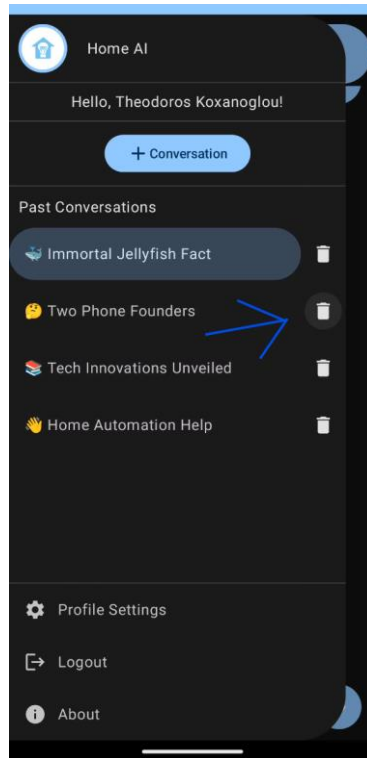 Home AI
Hello, Theodoros Koxanoglou!
+ Conversation
Past Conversations
🐳 Immortal Jellyfish Fact
🤔 Two Phone Founders
📚 Tech Innovations Unveiled
👋 Home Automation Help
Profile Settings
Logout
About